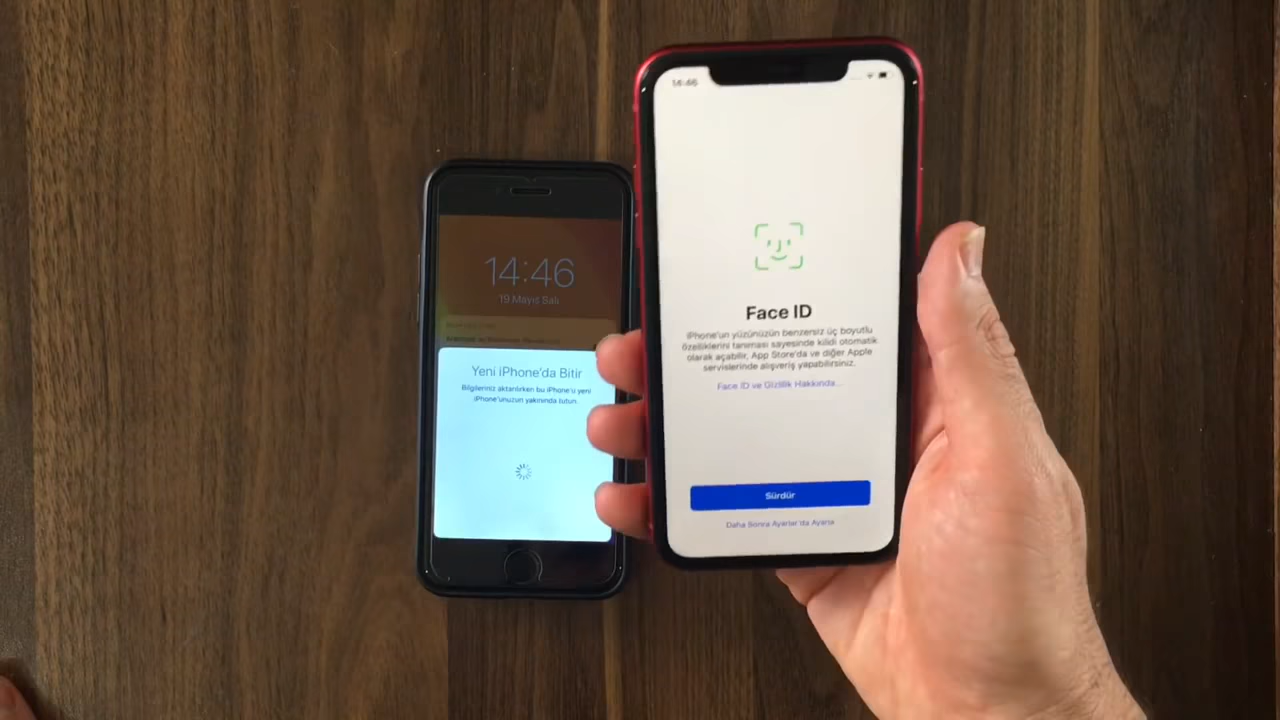 14:46
19 Mayıs Salı
Yeni iPhone'da Bitir
Bilgileriniz aktarılırken bu iPhone'u yeni
iPhone'unuzun yakınında tutun.
14:46
Face ID
iPhone'un yüzünüzün benzersiz üç boyutlu
özelliklerini tanıması sayesinde kilidi otomatik
olarak açabilir, App Store'da ve diğer Apple
servislerinde alışveriş yapabilirsiniz.
Face ID ve Gizlilik Hakkında...
Sürdür
Daha Sonra Ayarlar'da Ayarla